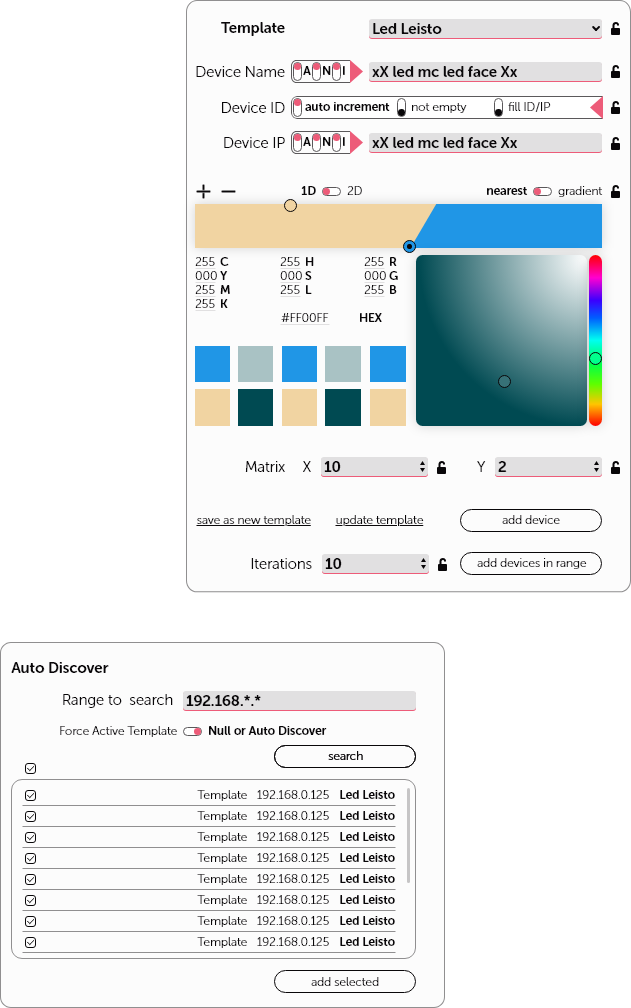 Template Led Leisto
Device Name A N I xX led mc led face Xx
Device ID auto increment not empty fill ID/IP
Device IP A N I xX led mc led face Xx
+ − 1D 2D nearest gradient
255 C 255 H 255 R
000 Y 000 S 000 G
255 M 255 L 255 B
255 K
#FF00FF HEX
Matrix X 10 Y 2
save as new template update template add device
Iterations 10 add devices in range
Auto Discover
Range to search 192.168.*.*
Force Active Template Null or Auto Discover
search
Template 192.168.0.125 Led Leisto
Template 192.168.0.125 Led Leisto
Template 192.168.0.125 Led Leisto
Template 192.168.0.125 Led Leisto
Template 192.168.0.125 Led Leisto
Template 192.168.0.125 Led Leisto
Template 192.168.0.125 Led Leisto
Template 192.168.0.125 Led Leisto
add selected